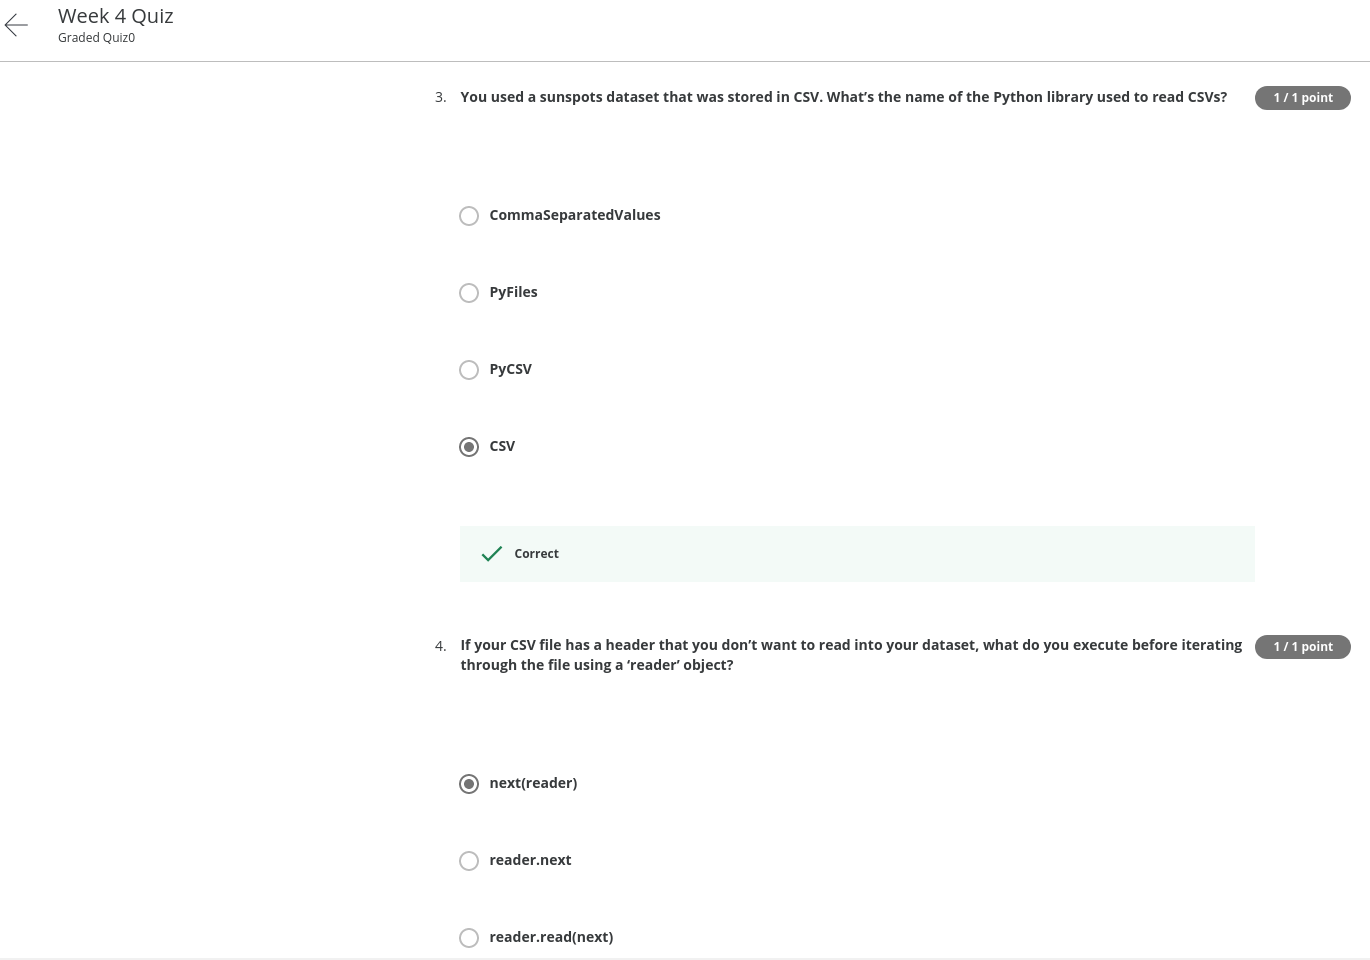 Week 4 Quiz
Graded Quiz0
3. You used a sunspots dataset that was stored in CSV. What’s the name of the Python library used to read CSVs?
1 / 1 point
CommaSeparatedValues
PyFiles
PyCSV
CSV
Correct
4. If your CSV file has a header that you don’t want to read into your dataset, what do you execute before iterating
through the file using a ‘reader’ object?
1 / 1 point
next(reader)
reader.next
reader.read(next)